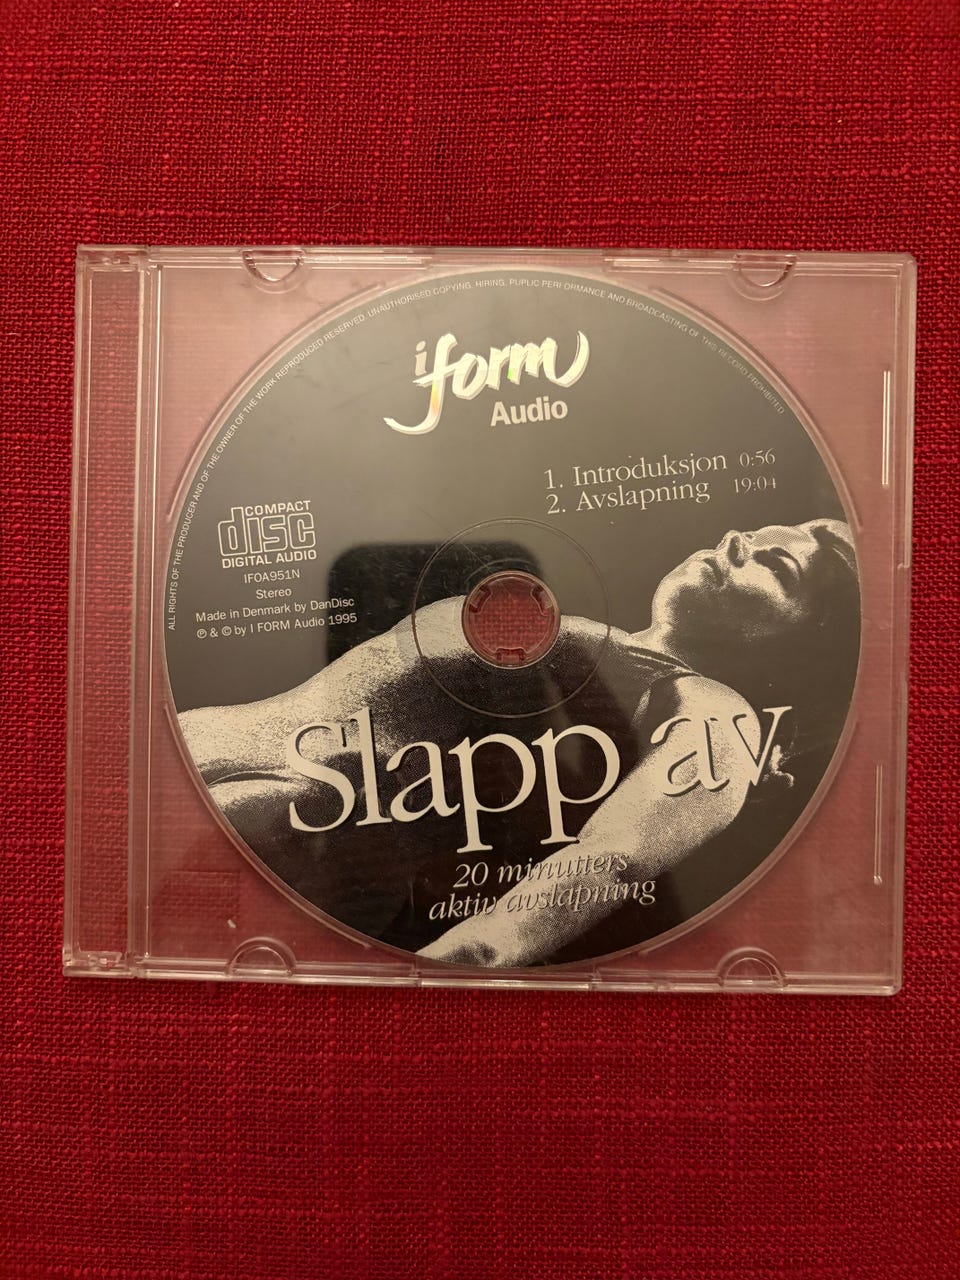 ALL RIGHTS OF THE PRODUCER AND OF THE OWNER OF THE WORK REPRODUCED RESERVED. UNAUTHORISED COPYING, HIRING, PUPLIC PERFORMANCE AND BROADCASTING OF THIS RECORD PROHIBITED
i form
Audio
1. Introduksjon 0:56
2. Avslapning 19:04
COMPACT
disc
DIGITAL AUDIO
IFOA951N
Stereo
Made in Denmark by DanDisc
℗ & © by I FORM Audio 1995
Slapp av
20 minutters
aktiv avslapning